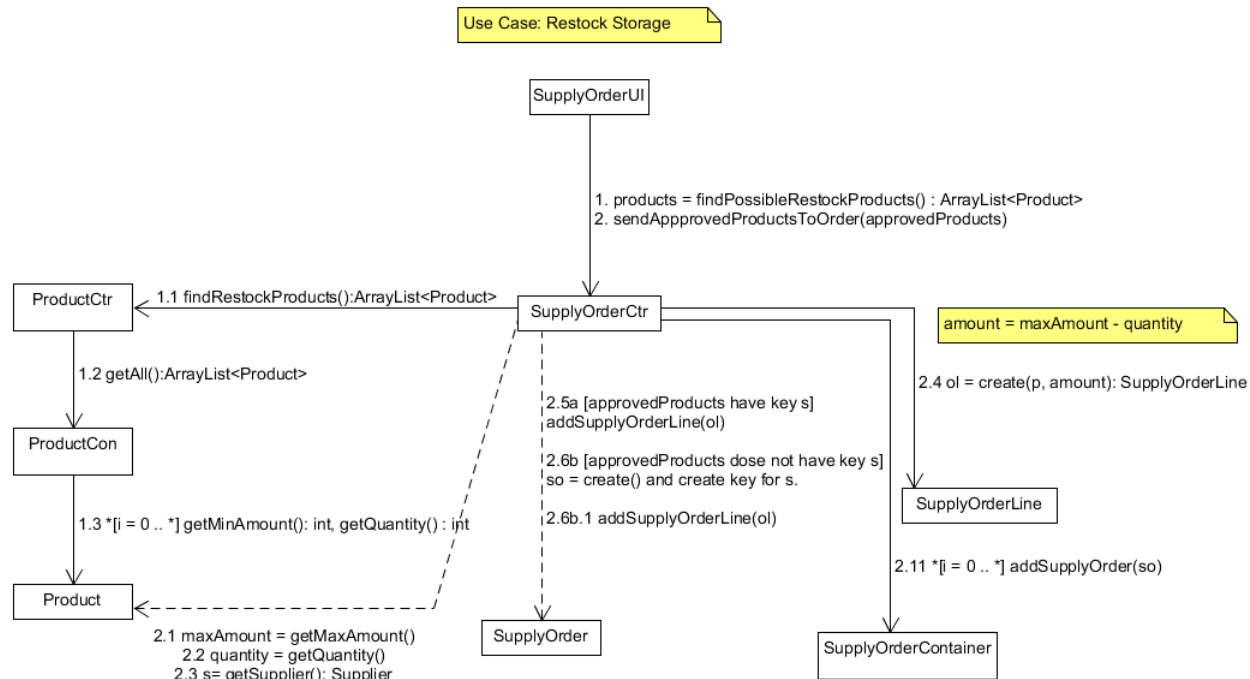 Use Case: Restock Storage
SupplyOrderUI
1. products = findPossibleRestockProducts() : ArrayList<Product>
2. sendAppprovedProductsToOrder(approvedProducts)
ProductCtr
1.1 findRestockProducts():ArrayList<Product>
SupplyOrderCtr
amount = maxAmount - quantity
1.2 getAll():ArrayList<Product>
2.4 ol = create(p, amount): SupplyOrderLine
2.5a [approvedProducts have key s]
addSupplyOrderLine(ol)
ProductCon
2.6b [approvedProducts dose not have key s]
so = create() and create key for s.
SupplyOrderLine
1.3 *[i = 0 .. *] getMinAmount(): int, getQuantity() : int
2.6b.1 addSupplyOrderLine(ol)
2.11 *[i = 0 .. *] addSupplyOrder(so)
Product
2.1 maxAmount = getMaxAmount()
2.2 quantity = getQuantity()
2.3 s= getSupplier(): Supplier
SupplyOrder
SupplyOrderContainer